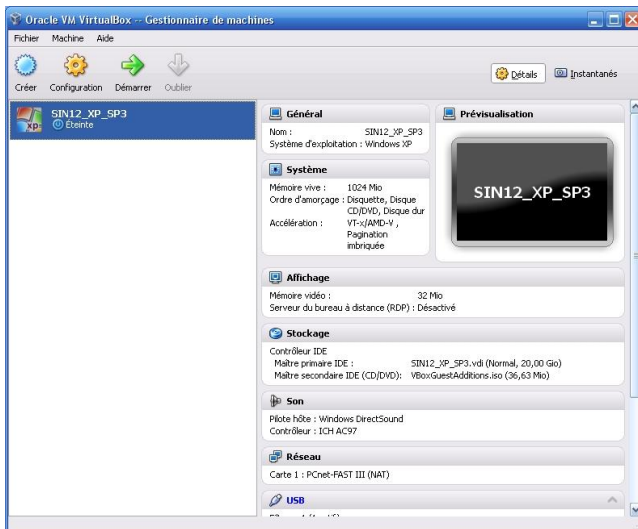 Oracle VM VirtualBox -- Gestionnaire de machines
Fichier Machine Aide
Créer Configuration Démarrer Oublier
Détails Instantanés
SIN12_XP_SP3
Éteinte
Général
Nom : SIN12_XP_SP3
Système d'exploitation : Windows XP
Système
Mémoire vive : 1024 Mio
Ordre d'amorçage : Disquette, Disque
CD/DVD, Disque dur
Accélération : VT-x/AMD-V ,
Pagination
imbriquée
Prévisualisation
SIN12_XP_SP3
Affichage
Mémoire vidéo : 32 Mio
Serveur du bureau à distance (RDP) : Désactivé
Stockage
Contrôleur IDE
Maître primaire IDE : SIN12_XP_SP3.vdi (Normal, 20,00 Gio)
Maître secondaire IDE (CD/DVD): VBoxGuestAdditions.iso (36,63 Mio)
Son
Pilote hôte : Windows DirectSound
Contrôleur : ICH AC97
Réseau
Carte 1 : PCnet-FAST III (NAT)
USB